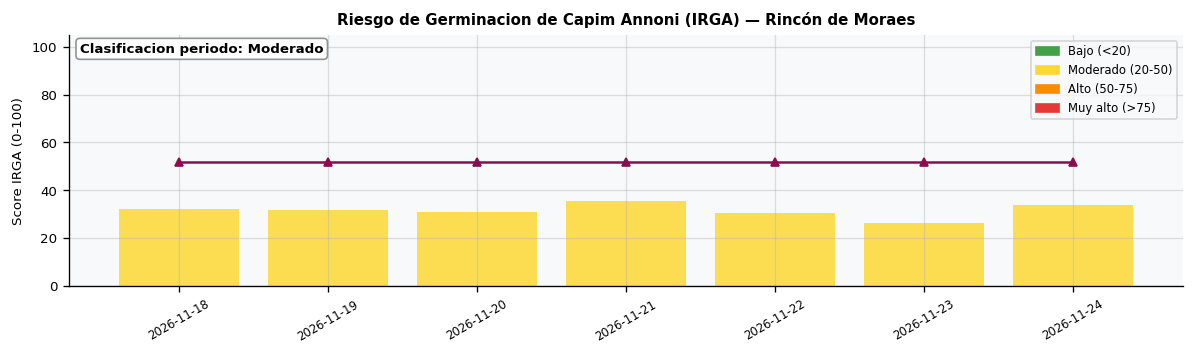 Riesgo de Germinacion de Capim Annoni (IRGA) — Rincón de Moraes
Clasificacion periodo: Moderado
Bajo (<20)
Moderado (20-50)
Alto (50-75)
Muy alto (>75)
Score IRGA (0-100)
100
80
60
40
20
0
2026-11-18
2026-11-19
2026-11-20
2026-11-21
2026-11-22
2026-11-23
2026-11-24